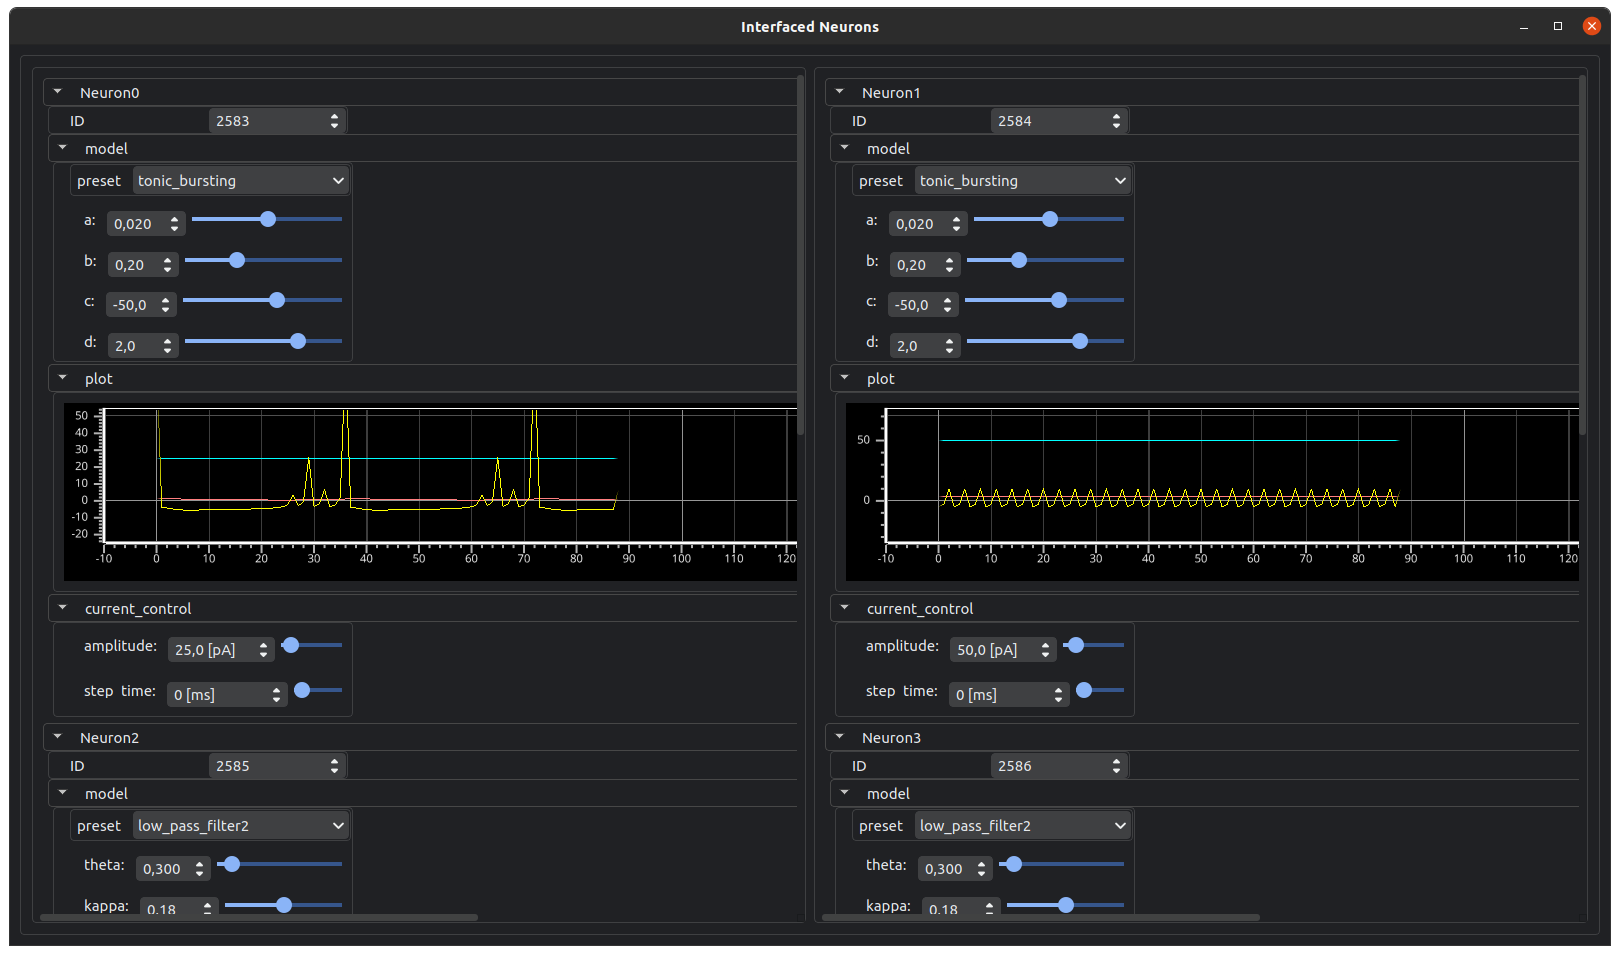 Interfaced Neurons
Neuron0
ID 2583
model
preset tonic_bursting
a: 0,020
b: 0,20
c: -50,0
d: 2,0
plot
50
40
30
20
10
0
-10
-20
-10 0 10 20 30 40 50 60 70 80 90 100 110 120
current_control
amplitude: 25,0 [pA]
step time: 0 [ms]
Neuron2
ID 2585
model
preset low_pass_filter2
theta: 0,300
kappa: 0,18
Neuron1
ID 2584
model
preset tonic_bursting
a: 0,020
b: 0,20
c: -50,0
d: 2,0
plot
50
0
-10 0 10 20 30 40 50 60 70 80 90 100 110 120
current_control
amplitude: 50,0 [pA]
step time: 0 [ms]
Neuron3
ID 2586
model
preset low_pass_filter2
theta: 0,300
kappa: 0,18